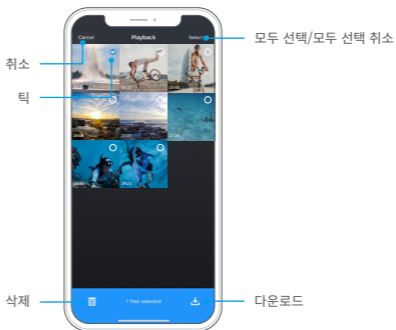 Cancel
Playback
Select
모두 선택/모두 선택 취소
취소
틱
삭제
1 files selected
다운로드